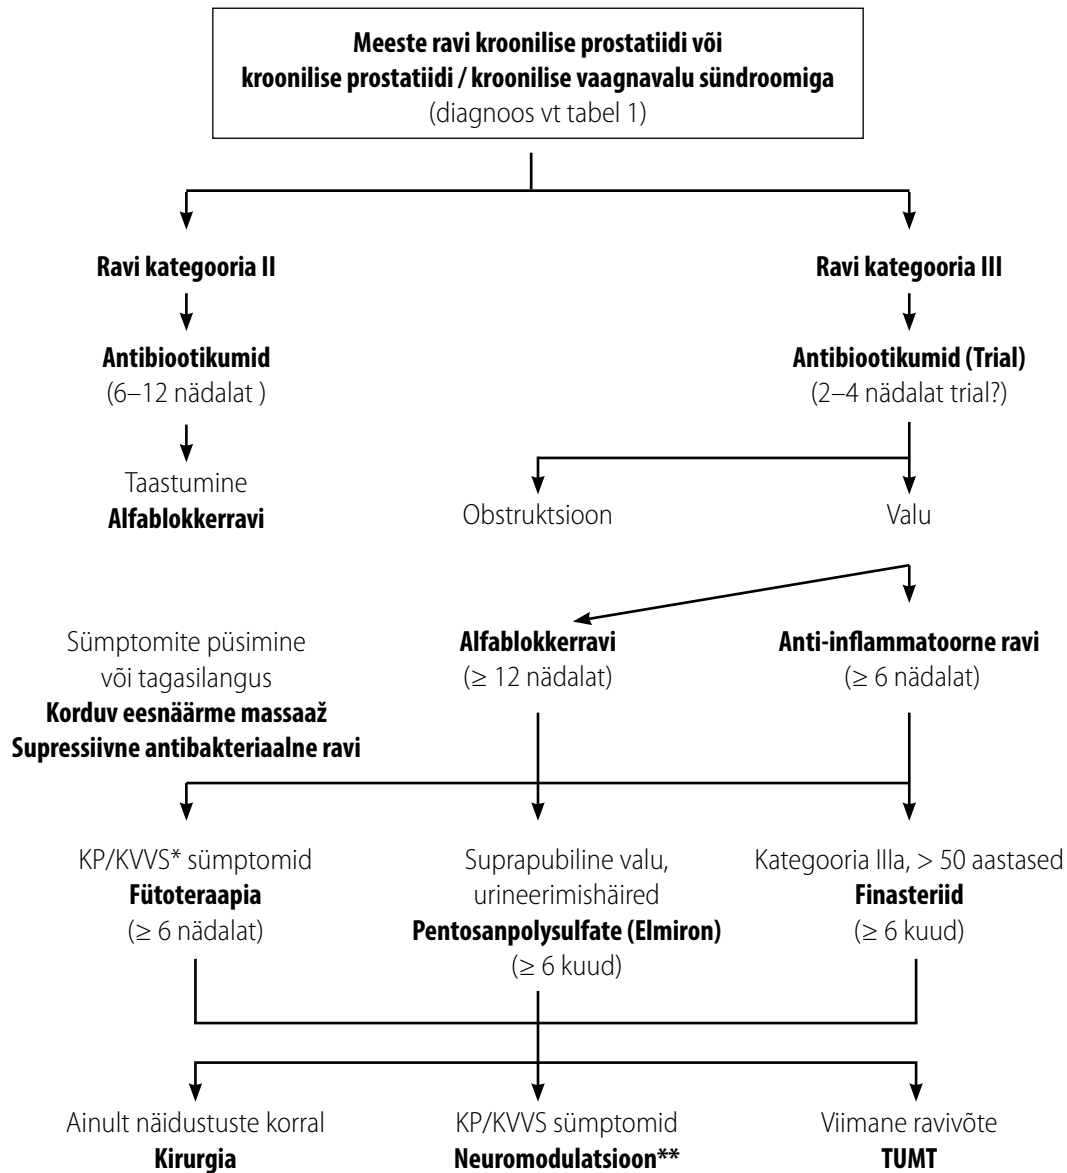 Meeste ravi kroonilise prostatiidi või
kroonilise prostatiidi / kroonilise vaagnavalu sündroomiga
(diagnoos vt tabel 1)
Ravi kategooria II
Ravi kategooria III
Antibiootikumid
(6–12 nädalat )
Antibiootikumid (Trial)
(2–4 nädalat trial?)
Taastumine
Alfablokkerravi
Obstruktsioon
Valu
Sümptomite püsimine
või tagasilangus
Korduv eesnäärme massaaž
Supressiivne antibakteriaalne ravi
Alfablokkerravi
(≥ 12 nädalat)
Anti-inflammatoorne ravi
(≥ 6 nädalat)
KP/KVVS* sümptomid
Fütoteraapia
(≥ 6 nädalat)
Suprapubiline valu,
urineerimishäired
Pentosanpolysulfate (Elmiron)
(≥ 6 kuud)
Kategooria IIIa, > 50 aastased
Finasteriid
(≥ 6 kuud)
Ainult näidustuste korral
Kirurgia
KP/KVVS sümptomid
Neuromodulatsioon**
Viimane ravivõte
TUMT